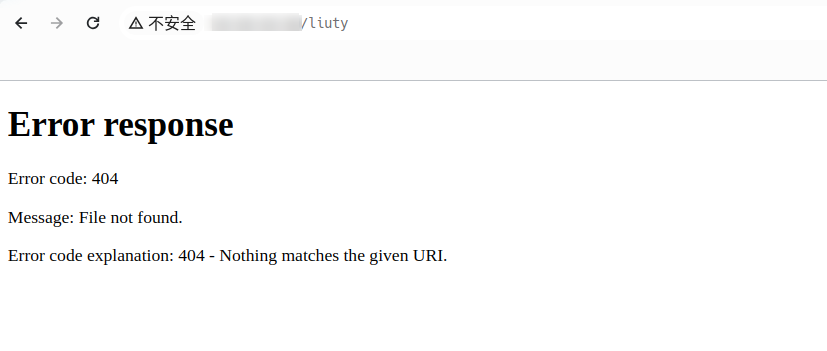 不安全 /liuty
Error response
Error code: 404
Message: File not found.
Error code explanation: 404 - Nothing matches the given URI.